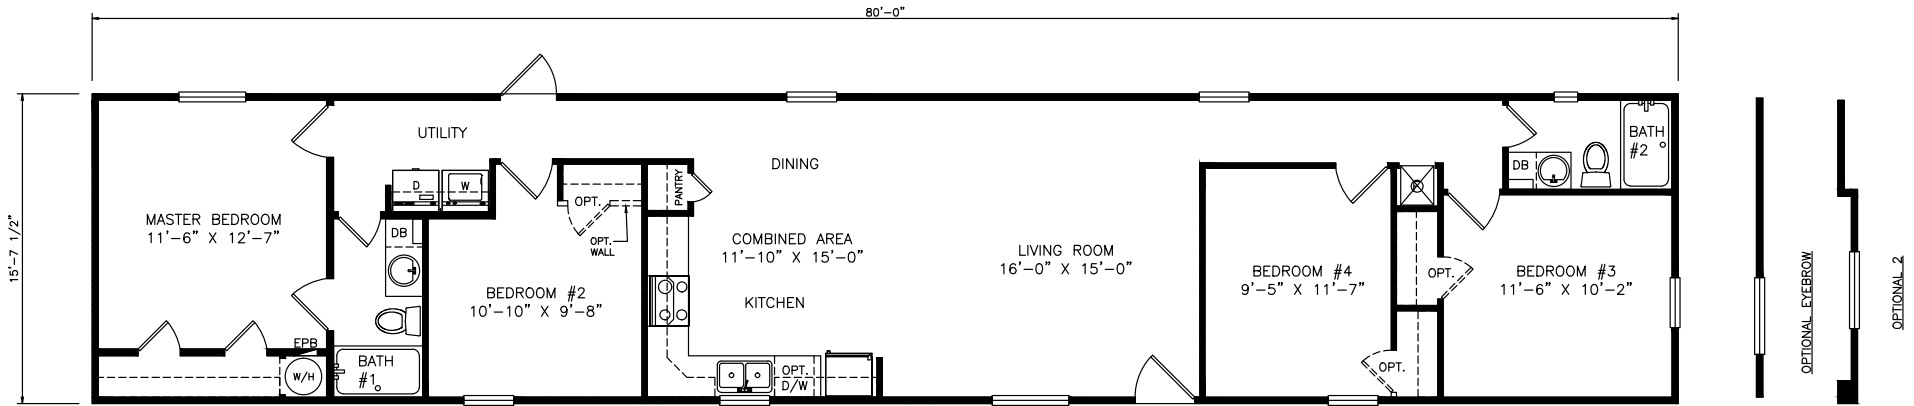 80'-0"
15'-7 1/2"
UTILITY
D
W
MASTER BEDROOM
11'-6" X 12'-7"
DB
EPB
W/H
BATH
#1
BEDROOM #2
10'-10" X 9'-8"
OPT.
OPT.
WALL
PANTRY
DINING
COMBINED AREA
11'-10" X 15'-0"
KITCHEN
OPT.
D/W
LIVING ROOM
16'-0" X 15'-0"
BEDROOM #4
9'-5" X 11'-7"
OPT.
OPT.
BEDROOM #3
11'-6" X 10'-2"
DB
BATH
#2
OPTIONAL EYEBROW
OPTIONAL 2